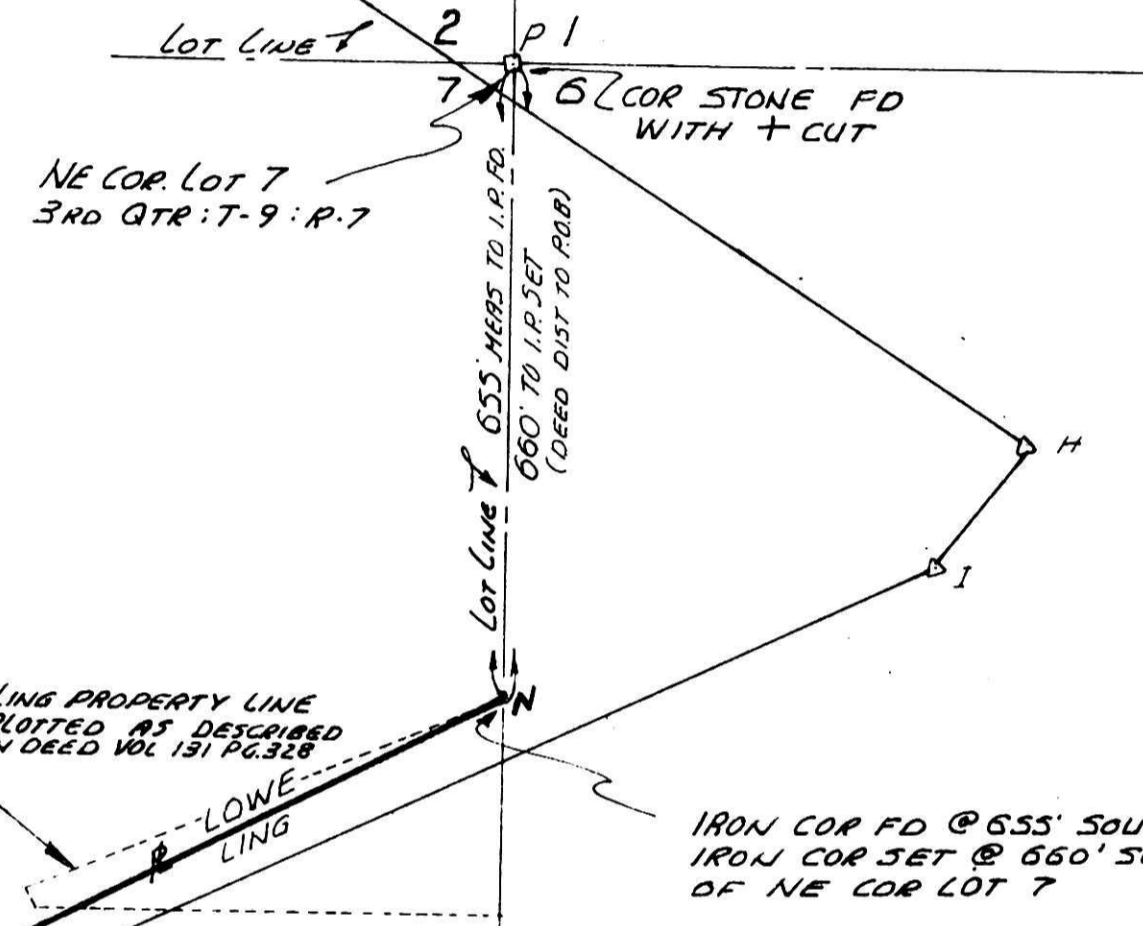 LOT LINE
2
P 1
7
6
COR STONE FD
WITH + CUT
NE COR. LOT 7
3RD QTR: T-9: R-7
655' MEAS TO I.P. FD.
660' TO I.P. SET
(DEED DIST TO P.O.B)
LOT LINE
H
I
N
LING PROPERTY LINE
PLOTTED AS DESCRIBED
N DEED VOL 131 PG.328
LOWE
LING
IRON COR FD @ 655' SOU
IRON COR SET @ 660' S
OF NE COR LOT 7